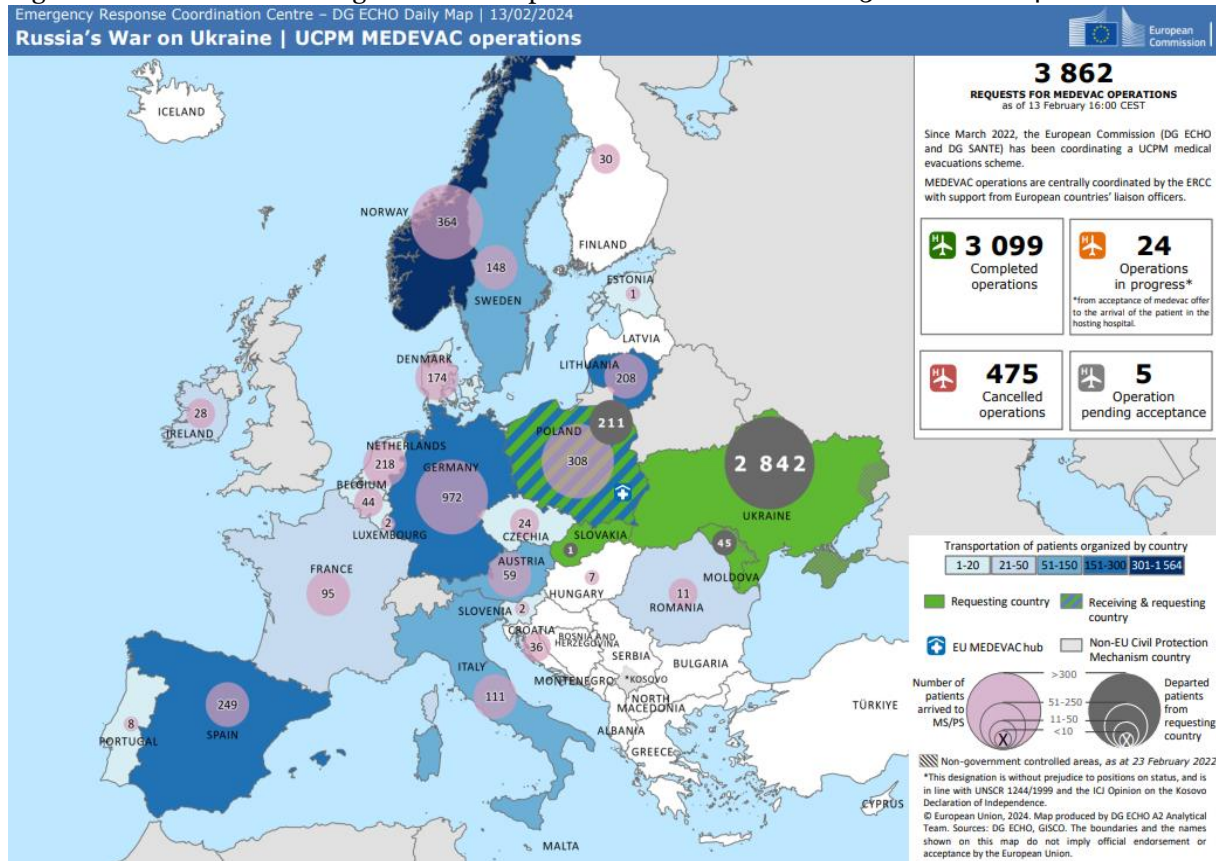 Emergency Response Coordination Centre – DG ECHO Daily Map | 13/02/2024
Russia's War on Ukraine | UCPM MEDEVAC operations
European
Commission
3 862
REQUESTS FOR MEDEVAC OPERATIONS
as of 13 February 16:00 CEST
Since March 2022, the European Commission (DG ECHO
and DG SANTE) has been coordinating a UCPM medical
evacuations scheme.
MEDEVAC operations are centrally coordinated by the ERCC
with support from European countries' liaison officers.
H
3 099
Completed
operations
H
24
Operations
in progress*
*from acceptance of medevac offer
to the arrival of the patient in the
hosting hospital.
H
475
Cancelled
operations
H
5
Operation
pending acceptance
ICELAND
30
NORWAY
364
FINLAND
148
SWEDEN
ESTONIA
1
LATVIA
DENMARK
174
LITHUANIA
208
28
IRELAND
211
POLAND
308
NETHERLANDS
218
GERMANY
972
2 842
UKRAINE
BELGIUM
44
2
LUXEMBOURG
24
CZECHIA
SLOVAKIA
1
45
MOLDOVA
AUSTRIA
59
FRANCE
95
7
HUNGARY
11
ROMANIA
SLOVENIA
2
CROATIA
36
BOSNIA AND
HERZEGOVINA
SERBIA
ITALY
111
MONTENEGRO
*KOSOVO
BULGARIA
NORTH
MACEDONIA
ALBANIA
GREECE
TÜRKIYE
249
SPAIN
8
PORTUGAL
CYPRUS
MALTA
Transportation of patients organized by country
1-20 21-50 51-150 151-300 301-1 564
Requesting country
Receiving & requesting
country
EU MEDEVAC hub
Non-EU Civil Protection
Mechanism country
Number of
patients
arrived to
MS/PS
X
>300
51-250
11-50
<10
X
Departed
patients
from
requesting
country
Non-government controlled areas, as at 23 February 2022
*This designation is without prejudice to positions on status, and is
in line with UNSCR 1244/1999 and the ICJ Opinion on the Kosovo
Declaration of Independence.
© European Union, 2024. Map produced by DG ECHO A2 Analytical
Team. Sources: DG ECHO, GISCO. The boundaries and the names
shown on this map do not imply official endorsement or
acceptance by the European Union.